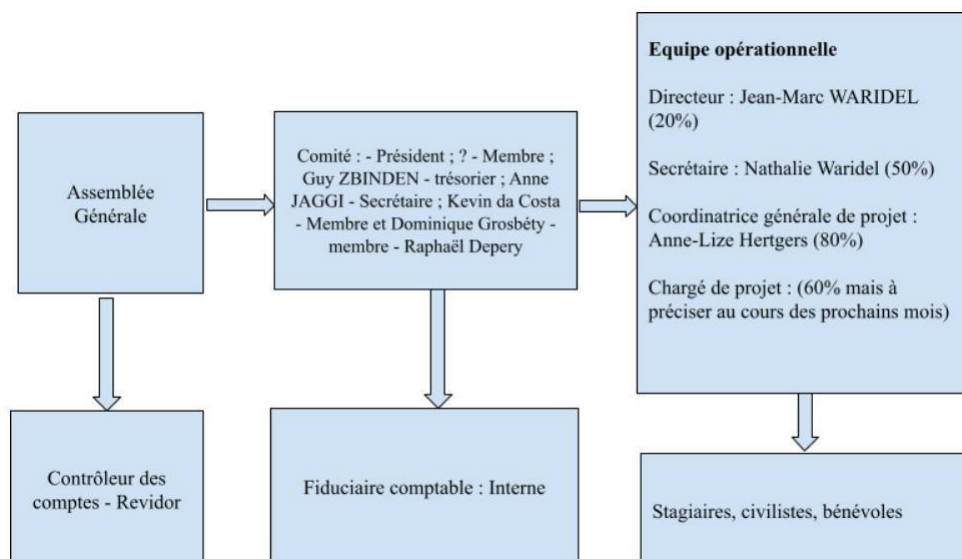 Assemblée
Générale
Comité : - Président ; ? - Membre ;
Guy ZBINDEN - trésorier ; Anne
JAGGI - Secrétaire ; Kevin da Costa
- Membre et Dominique Grosbéty -
membre - Raphaël Depery
Equipe opérationnelle
Directeur : Jean-Marc WARIDEL
(20%)
Secrétaire : Nathalie Waridel (50%)
Coordinatrice générale de projet :
Anne-Lize Hertgers (80%)
Chargé de projet : (60% mais à
préciser au cours des prochains mois)
Contrôleur des
comptes - Revidor
Fiduciaire comptable : Interne
Stagiaires, civilistes, bénévoles